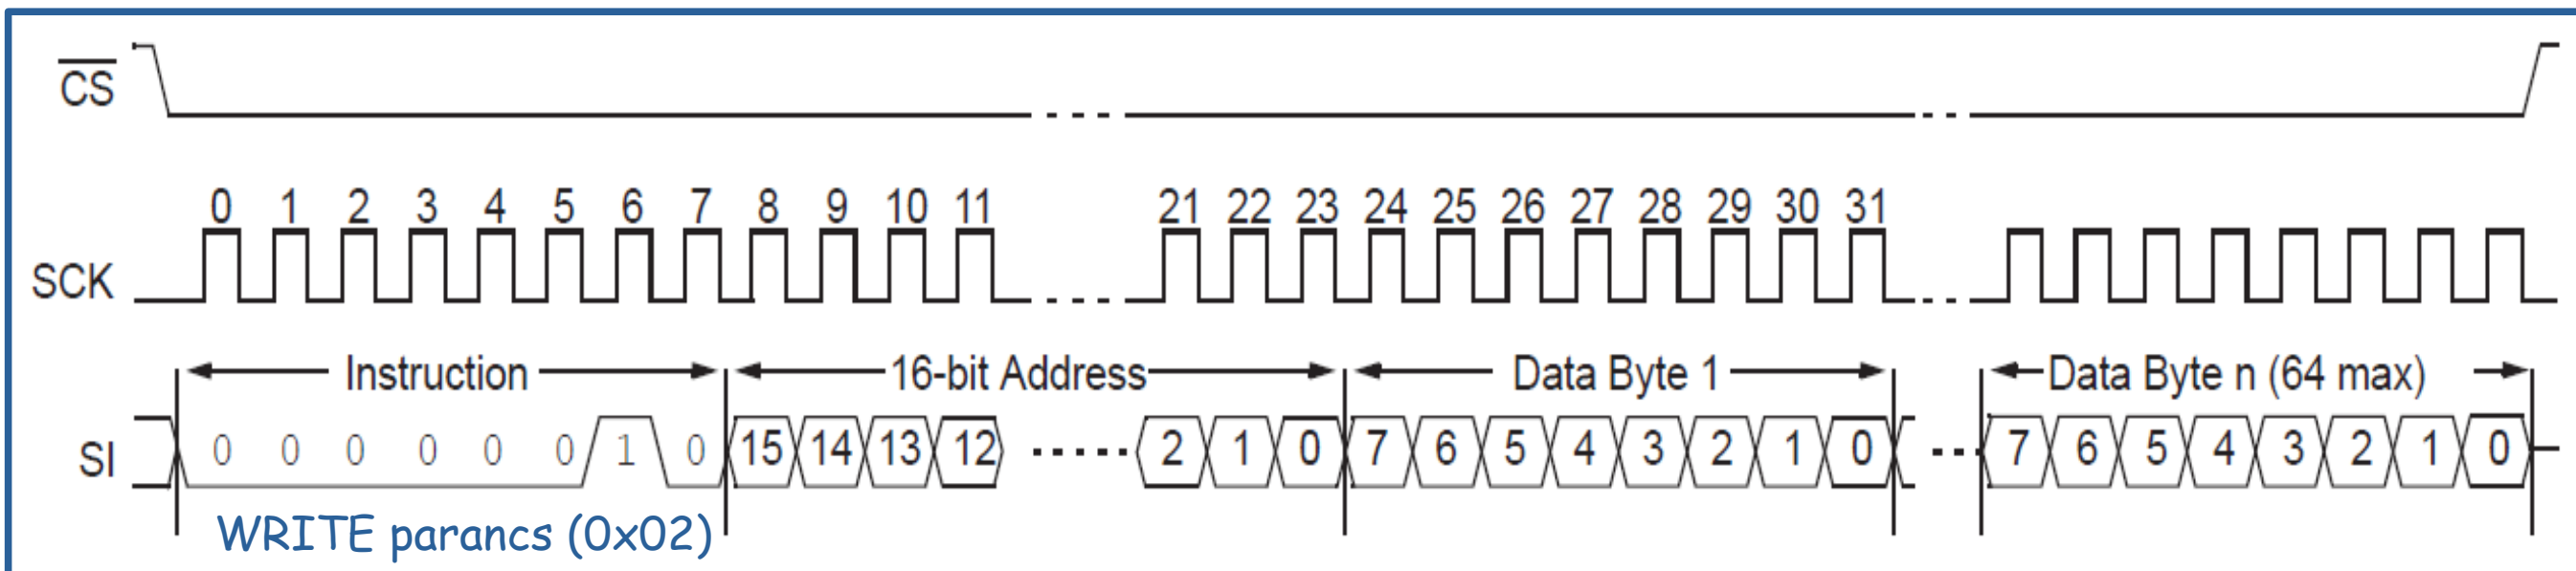 CS
0 1 2 3 4 5 6 7 8 9 10 11 21 22 23 24 25 26 27 28 29 30 31
SCK
Instruction 16-bit Address Data Byte 1 Data Byte n (64 max)
SI 0 0 0 0 0 0 1 0 15 14 13 12 2 1 0 7 6 5 4 3 2 1 0 7 6 5 4 3 2 1 0
WRITE parancs (0x02)